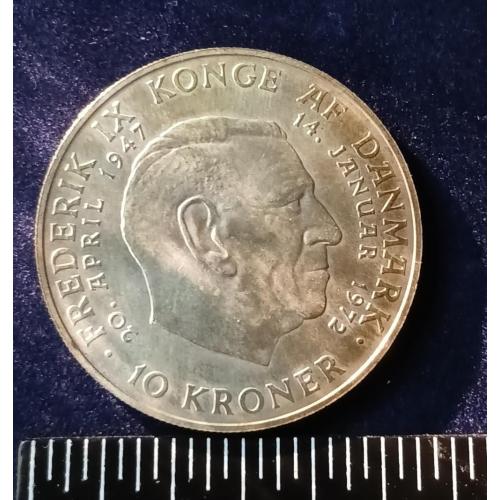 · FREDERIK IX KONGE AF DANMARK ·
20. APRIL 1947
14. JANUAR 1972
10 KRONER